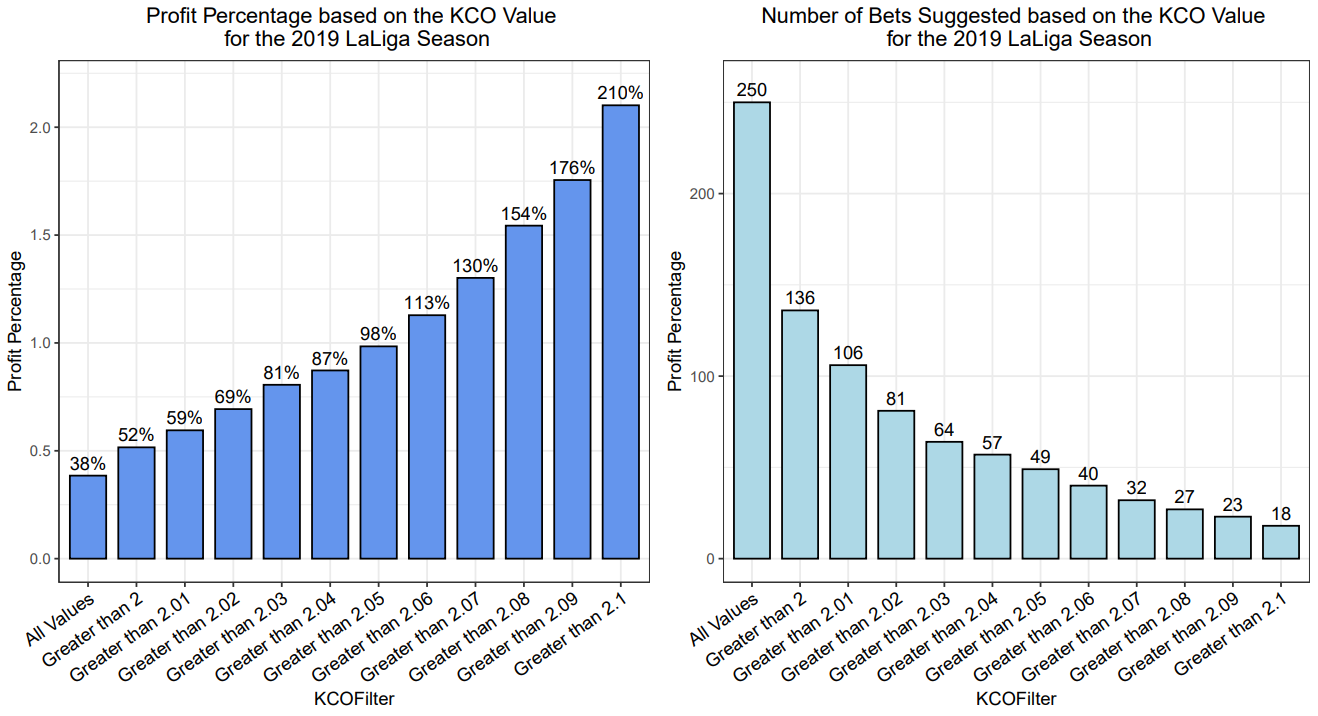 Profit Percentage based on the KCO Value
for the 2019 LaLiga Season
Profit Percentage
2.0
1.5
1.0
0.5
0.0
38%
52%
59%
69%
81%
87%
98%
113%
130%
154%
176%
210%
All Values
Greater than 2
Greater than 2.01
Greater than 2.02
Greater than 2.03
Greater than 2.04
Greater than 2.05
Greater than 2.06
Greater than 2.07
Greater than 2.08
Greater than 2.09
Greater than 2.1
KCOFilter
Number of Bets Suggested based on the KCO Value
for the 2019 LaLiga Season
Profit Percentage
200
100
0
250
136
106
81
64
57
49
40
32
27
23
18
All Values
Greater than 2
Greater than 2.01
Greater than 2.02
Greater than 2.03
Greater than 2.04
Greater than 2.05
Greater than 2.06
Greater than 2.07
Greater than 2.08
Greater than 2.09
Greater than 2.1
KCOFilter